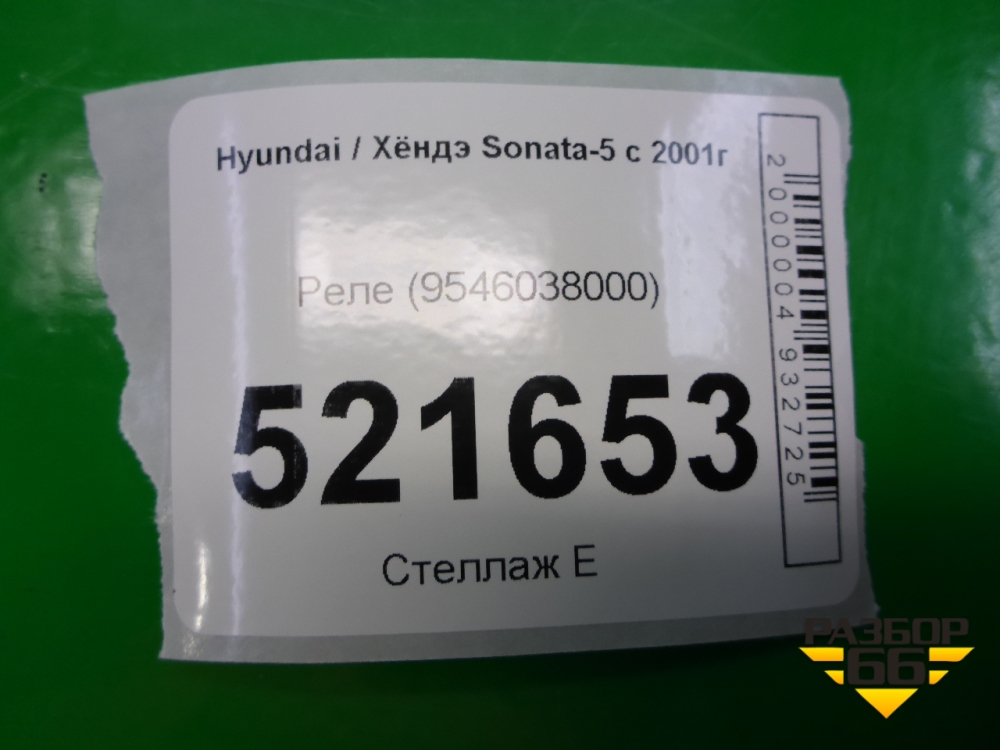 Hyundai / Хёндэ Sonata-5 с 2001г
Реле (9546038000)
521653
Стеллаж Е
2000004932725
РАЗБОР
66